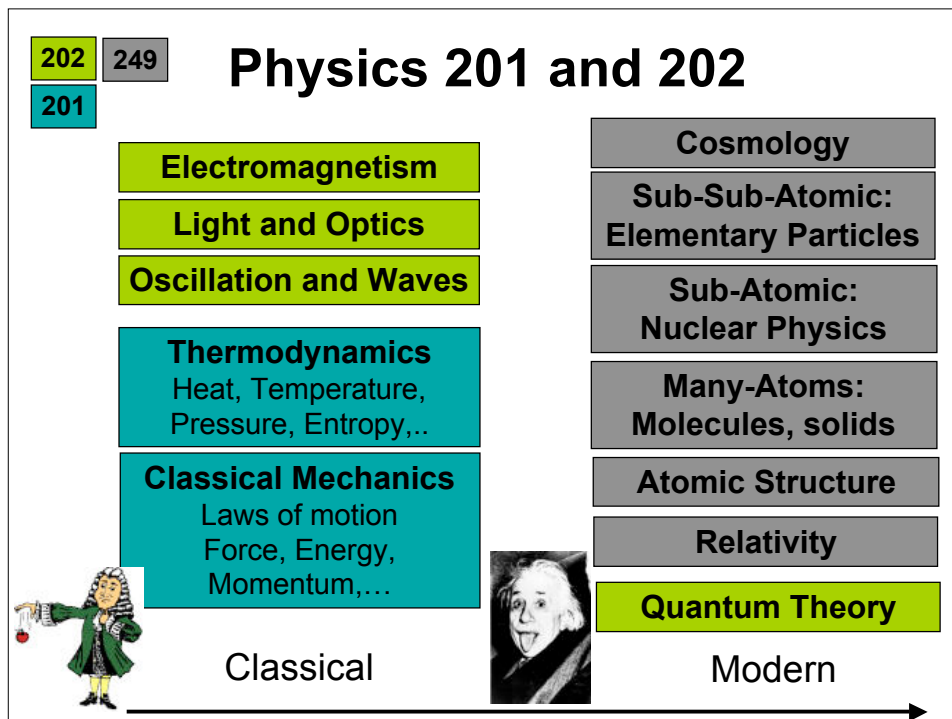 202 249
201
Physics 201 and 202
Electromagnetism
Light and Optics
Oscillation and Waves
Thermodynamics
Heat, Temperature,
Pressure, Entropy,..
Classical Mechanics
Laws of motion
Force, Energy,
Momentum,…
Classical
Cosmology
Sub-Sub-Atomic:
Elementary Particles
Sub-Atomic:
Nuclear Physics
Many-Atoms:
Molecules, solids
Atomic Structure
Relativity
Quantum Theory
Modern